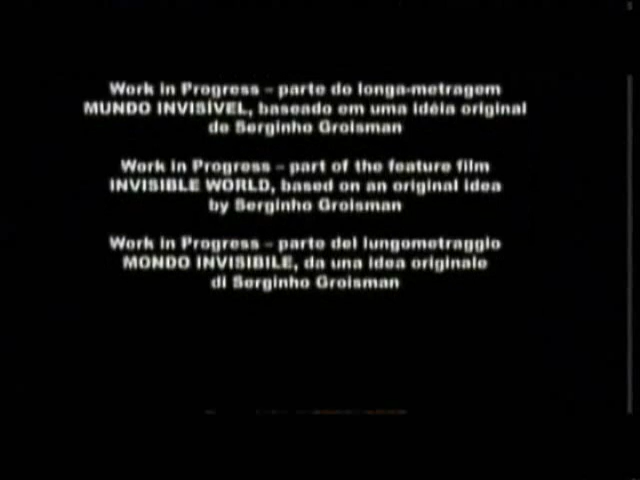 Work in Progress – parte do longa-metragem
MUNDO INVISÍVEL, baseado em uma idéia original
de Serginho Groisman
Work in Progress – part of the feature film
INVISIBLE WORLD, based on an original idea
by Serginho Groisman
Work in Progress – parte del lungometraggio
MONDO INVISIBILE, da una idea originale
di Serginho Groisman